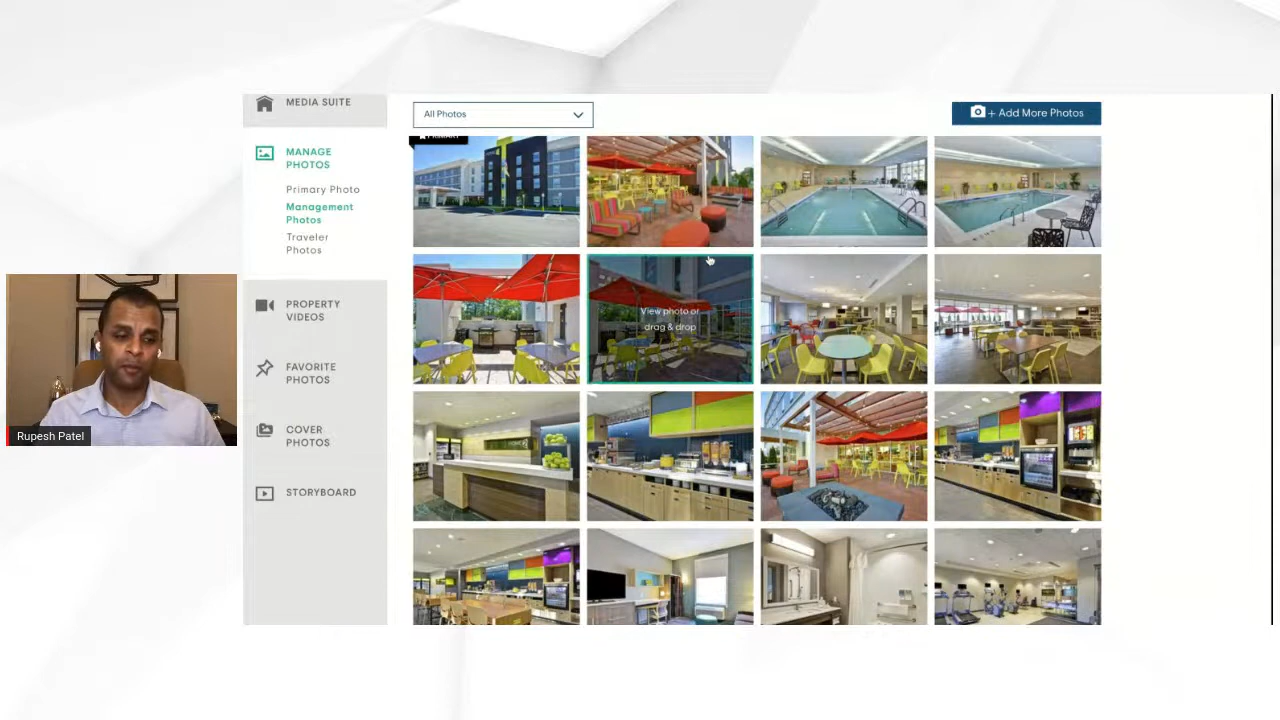 MEDIA SUITE
MANAGE
PHOTOS
Primary Photo
Management
Photos
Traveler
Photos
PROPERTY
VIDEOS
FAVORITE
PHOTOS
COVER
PHOTOS
STORYBOARD
All Photos
+ Add More Photos
View photo or
drag & drop
Rupesh Patel